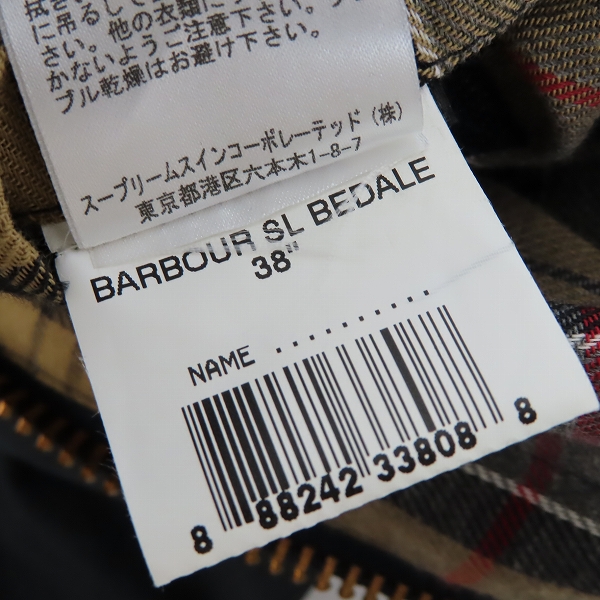 に吊るして
さい。他の衣類に
かないようご注意下さい。
ブル乾燥はお避け下さい。
スープリームスインコーポレーテッド(株)
東京都港区六本木1-8-7
BARBOUR SL BEDALE
38"
NAME ..........
8 88242 33808 8